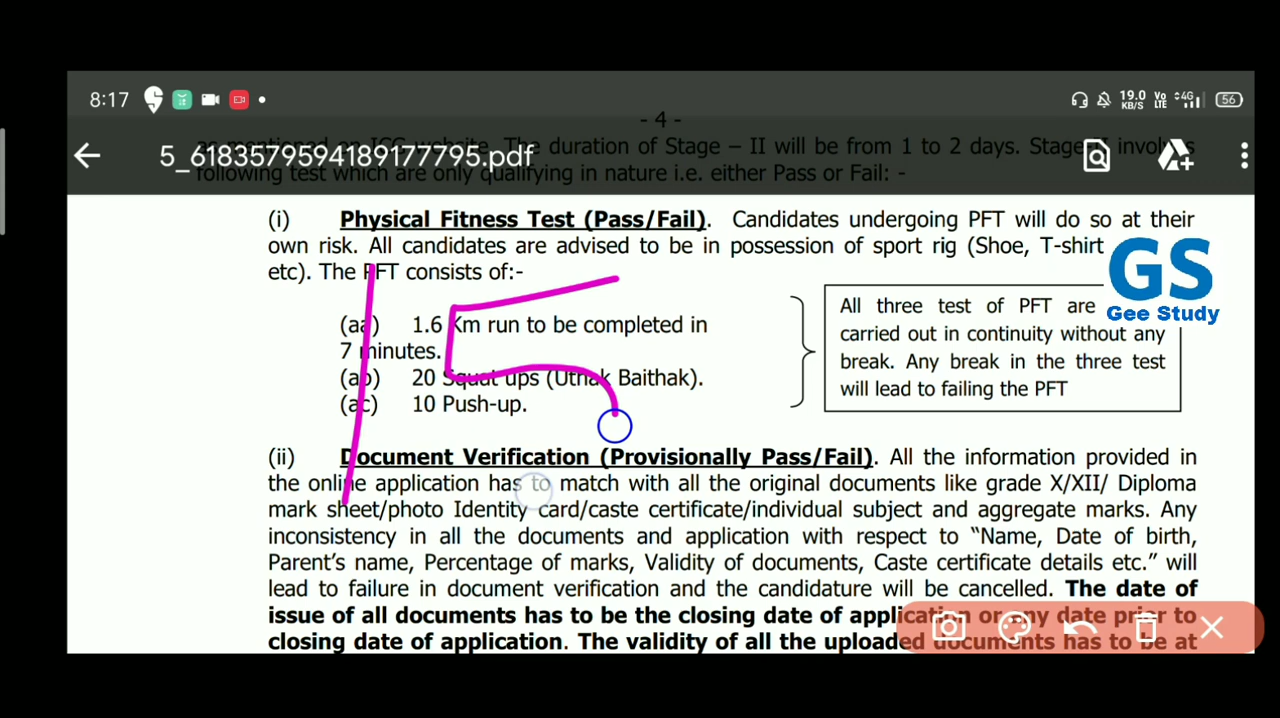 8:17
19.0 KB/S Vo LTE 4G 56
- 4 -
as mentioned on ICG website. The duration of Stage – II will be from 1 to 2 days. Stage-II involves
5_6183579594189177795.pdf
following test which are only qualifying in nature i.e. either Pass or Fail: -
(i) Physical Fitness Test (Pass/Fail). Candidates undergoing PFT will do so at their
own risk. All candidates are advised to be in possession of sport rig (Shoe, T-shirt
etc). The PFT consists of:-
GS
Gee Study
(aa) 1.6 Km run to be completed in
7 minutes.
(ab) 20 Squat ups (Uthak Baithak).
(ac) 10 Push-up.
All three test of PFT are
carried out in continuity without any
break. Any break in the three test
will lead to failing the PFT
15
(ii) Document Verification (Provisionally Pass/Fail). All the information provided in
the online application has to match with all the original documents like grade X/XII/ Diploma
mark sheet/photo Identity card/caste certificate/individual subject and aggregate marks. Any
inconsistency in all the documents and application with respect to “Name, Date of birth,
Parent’s name, Percentage of marks, Validity of documents, Caste certificate details etc.” will
lead to failure in document verification and the candidature will be cancelled. The date of
issue of all documents has to be the closing date of application or any date prior to
closing date of application. The validity of all the uploaded documents has to be at